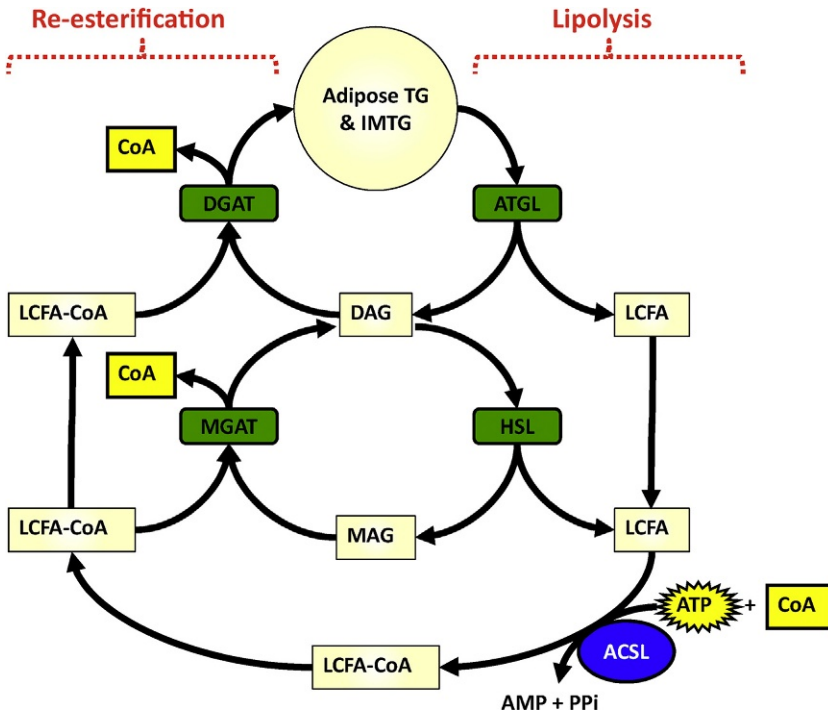 Re-esterification
Lipolysis
Adipose TG
& IMTG
CoA
DGAT
ATGL
LCFA-CoA
DAG
LCFA
CoA
MGAT
HSL
LCFA-CoA
MAG
LCFA
ATP + CoA
ACSL
LCFA-CoA
AMP + PPi